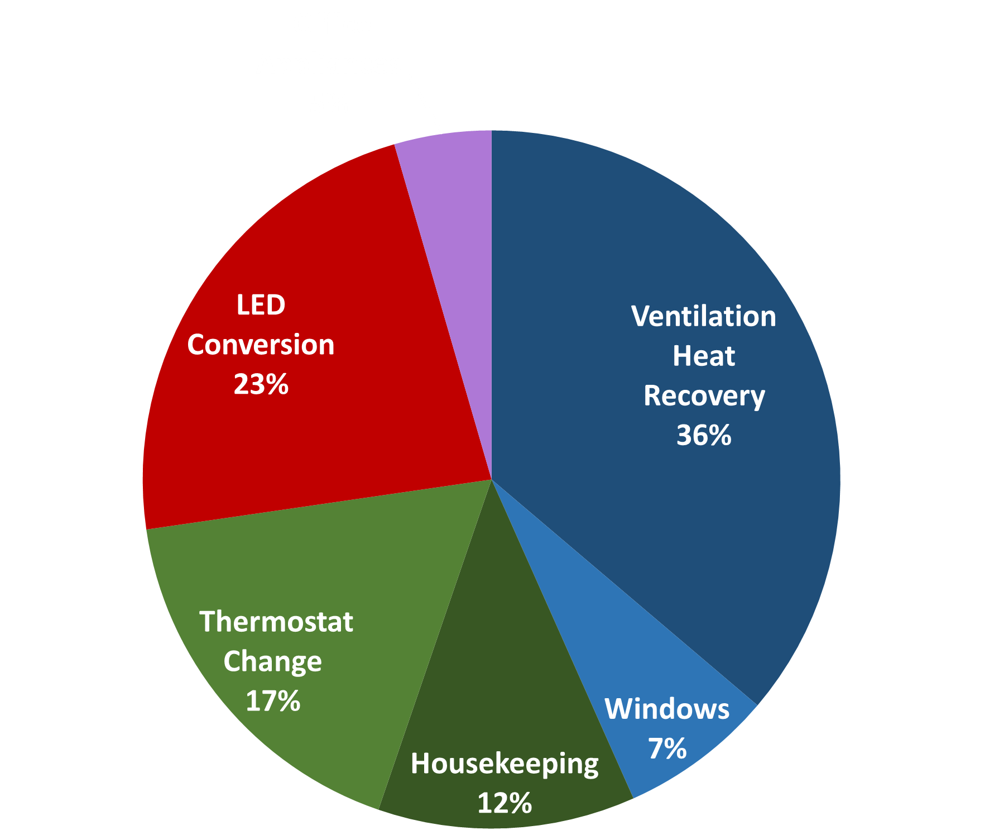 LED
Conversion
23%
Ventilation
Heat
Recovery
36%
Thermostat
Change
17%
Windows
7%
Housekeeping
12%